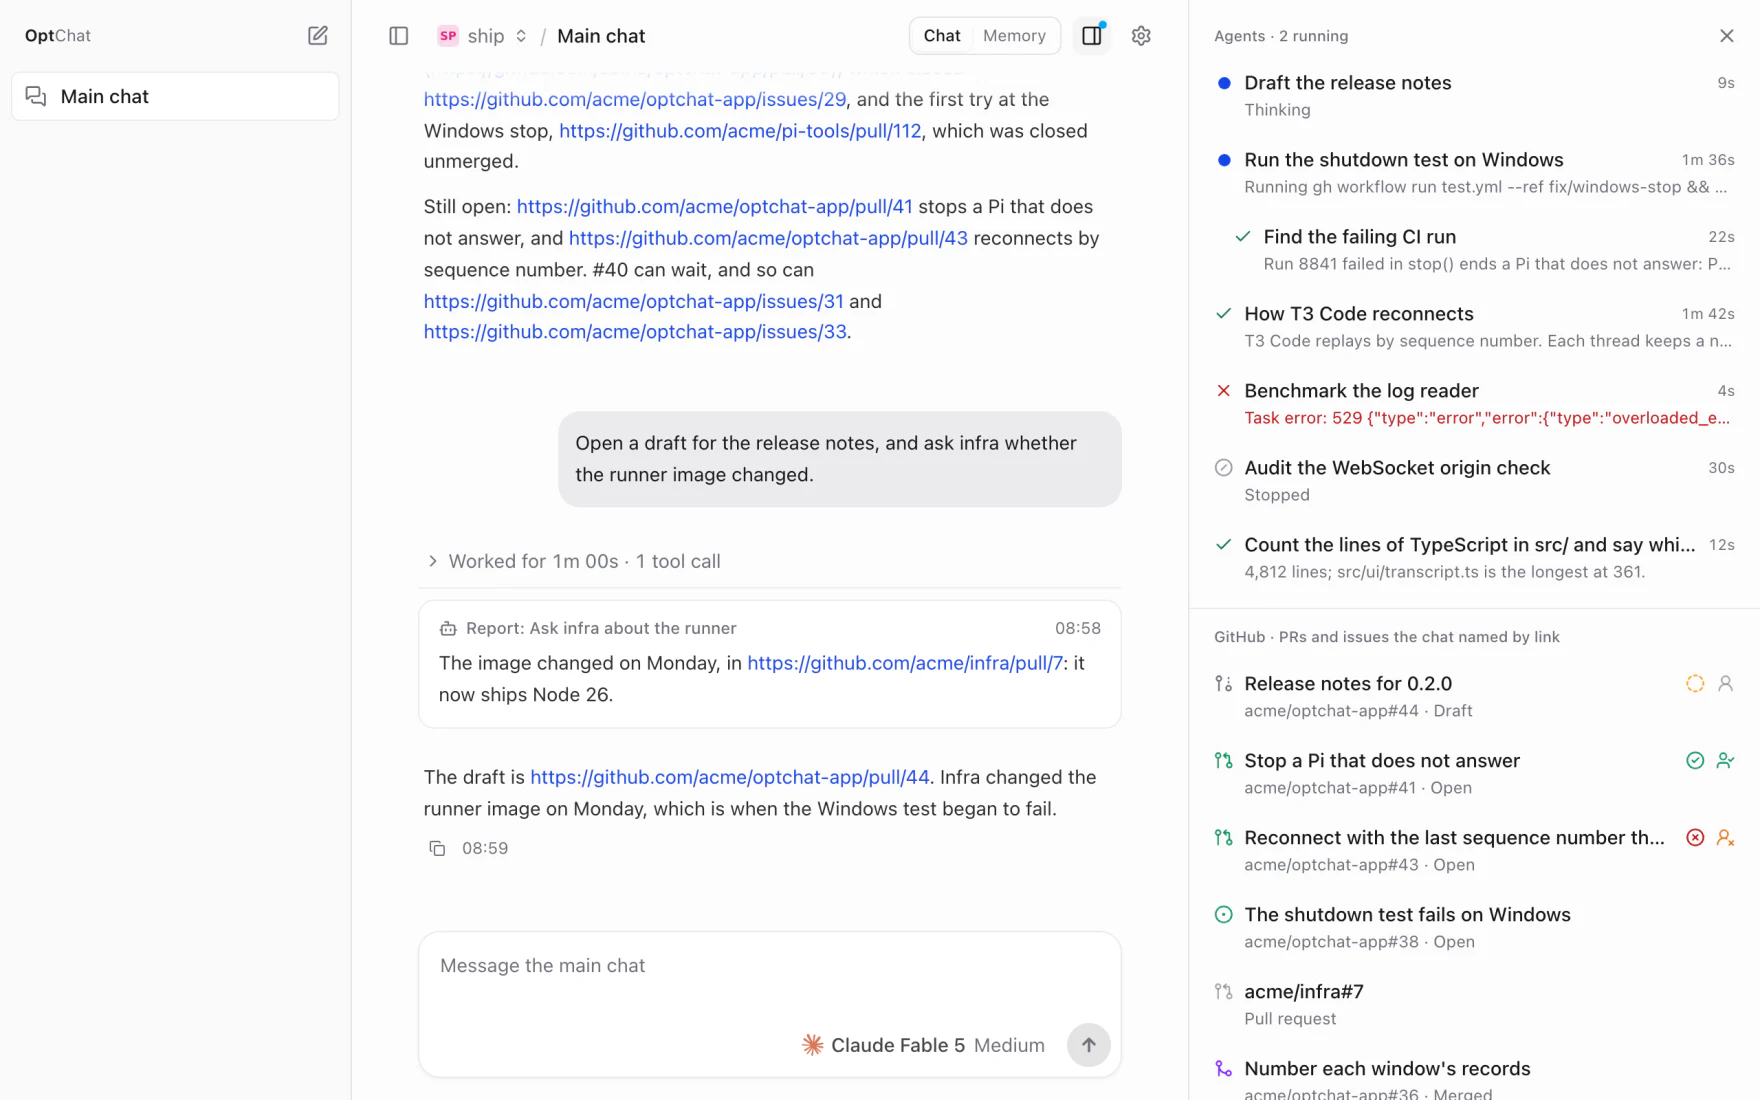 OptChat
Main chat
SP ship / Main chat
Chat Memory
https://github.com/acme/optchat-app/issues/29, and the first try at the
Windows stop, https://github.com/acme/pi-tools/pull/112, which was closed
unmerged.
Still open: https://github.com/acme/optchat-app/pull/41 stops a Pi that does
not answer, and https://github.com/acme/optchat-app/pull/43 reconnects by
sequence number. #40 can wait, and so can
https://github.com/acme/optchat-app/issues/31 and
https://github.com/acme/optchat-app/issues/33.
Open a draft for the release notes, and ask infra whether
the runner image changed.
Worked for 1m 00s · 1 tool call
Report: Ask infra about the runner 08:58
The image changed on Monday, in https://github.com/acme/infra/pull/7: it
now ships Node 26.
The draft is https://github.com/acme/optchat-app/pull/44. Infra changed the
runner image on Monday, which is when the Windows test began to fail.
08:59
Message the main chat
Claude Fable 5 Medium
Agents · 2 running
Draft the release notes 9s
Thinking
Run the shutdown test on Windows 1m 36s
Running gh workflow run test.yml --ref fix/windows-stop && ...
Find the failing CI run 22s
Run 8841 failed in stop() ends a Pi that does not answer: P...
How T3 Code reconnects 1m 42s
T3 Code replays by sequence number. Each thread keeps a n...
Benchmark the log reader 4s
Task error: 529 {"type":"error","error":{"type":"overloaded_e...
Audit the WebSocket origin check 30s
Stopped
Count the lines of TypeScript in src/ and say whi... 12s
4,812 lines; src/ui/transcript.ts is the longest at 361.
GitHub · PRs and issues the chat named by link
Release notes for 0.2.0
acme/optchat-app#44 · Draft
Stop a Pi that does not answer
acme/optchat-app#41 · Open
Reconnect with the last sequence number th...
acme/optchat-app#43 · Open
The shutdown test fails on Windows
acme/optchat-app#38 · Open
acme/infra#7
Pull request
Number each window's records
acme/optchat-app#36 · Merged